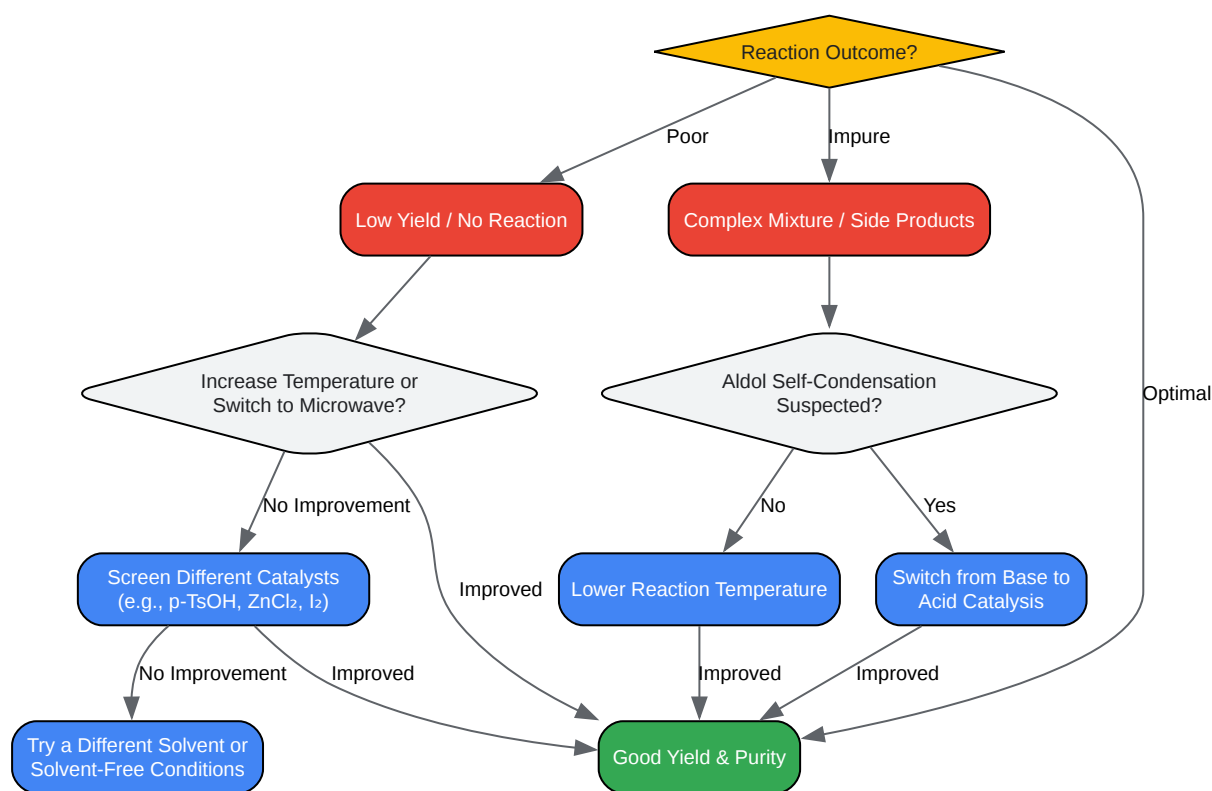 Reaction Outcome?
Poor
Impure
Low Yield / No Reaction
Complex Mixture / Side Products
Increase Temperature or
Switch to Microwave?
Aldol Self-Condensation
Suspected?
Optimal
No Improvement
No
Yes
Screen Different Catalysts
(e.g., p-TsOH, ZnCl₂, I₂)
Improved
Lower Reaction Temperature
Switch from Base to
Acid Catalysis
No Improvement
Improved
Improved
Improved
Try a Different Solvent or
Solvent-Free Conditions
Good Yield & Purity